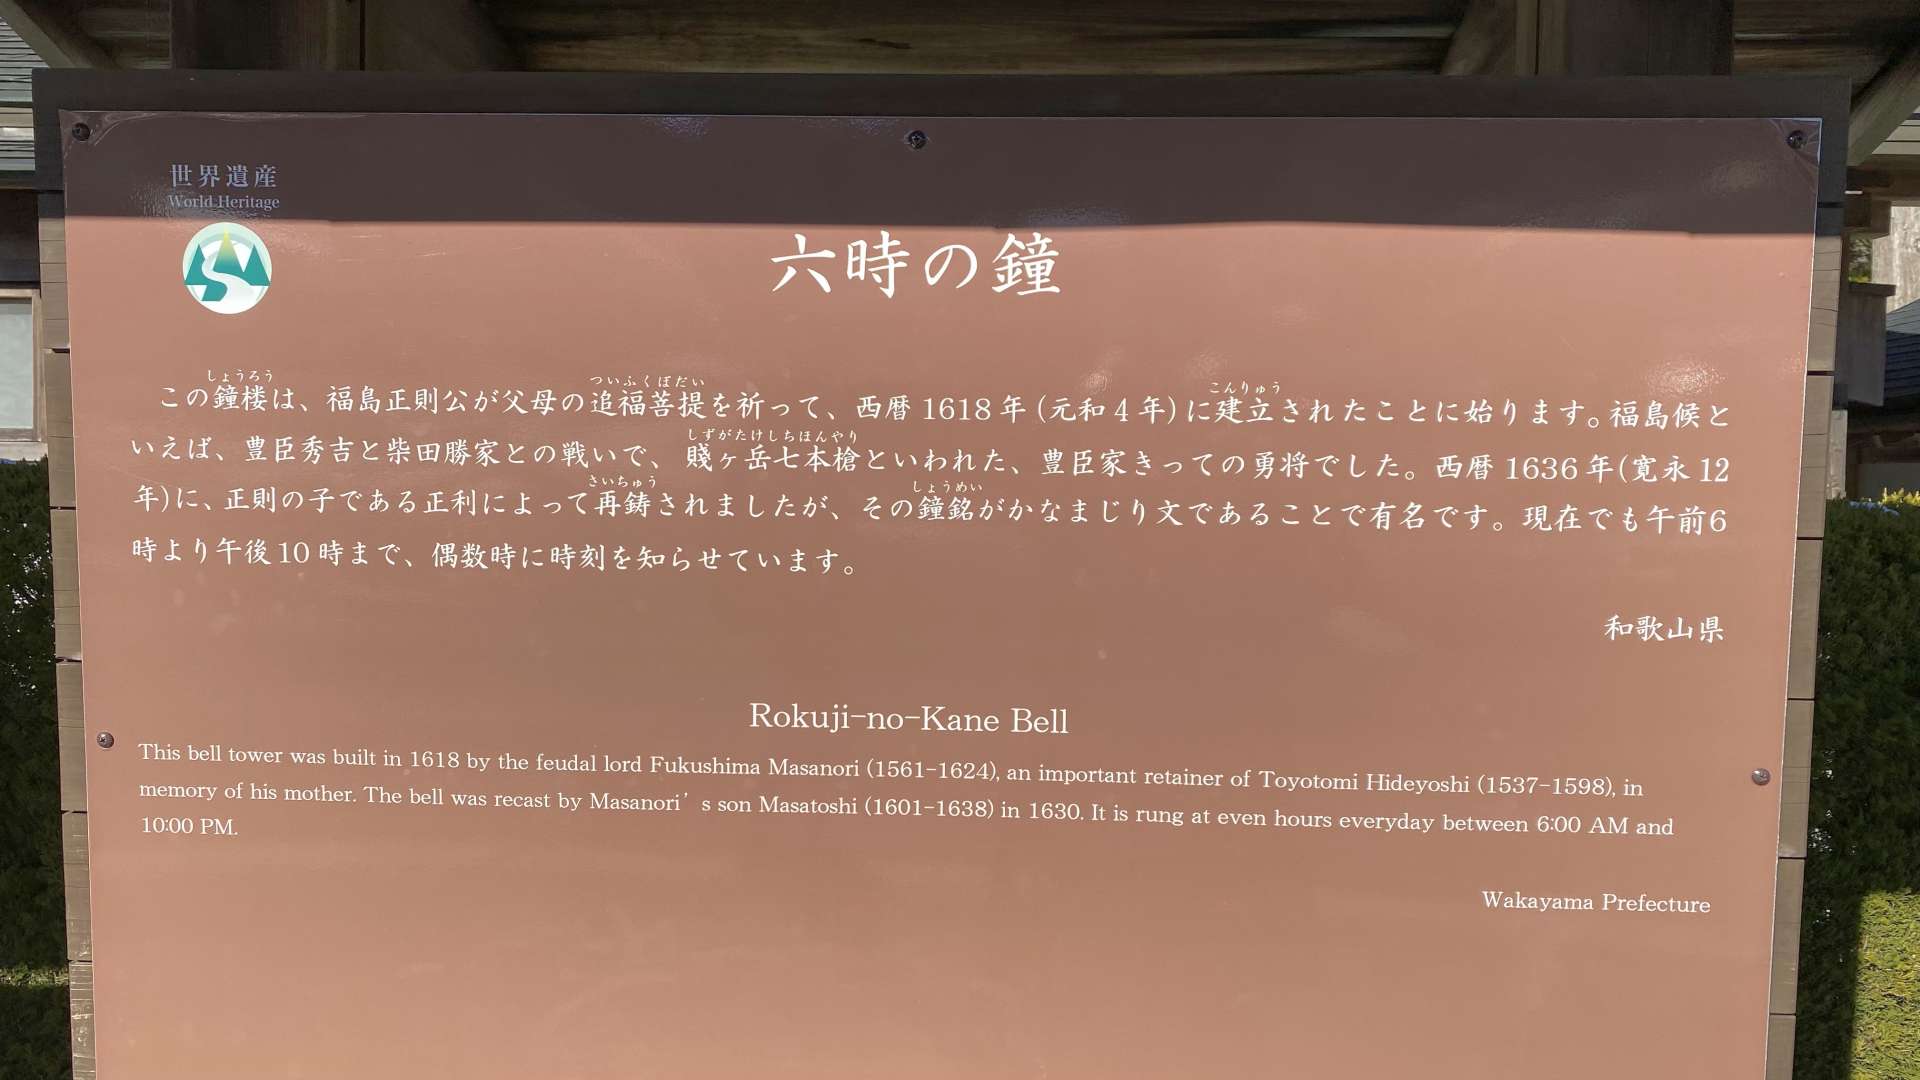 世界遺産
World Heritage
六時の鐘
しょうろう ついふくぼだい こんりゅう
この鐘楼は、福島正則公が父母の追福菩提を祈って、西暦 1618 年 (元和 4 年) に建立されたことに始ります。福島候と
しずがたけしちほんやり
いえば、豊臣秀吉と柴田勝家との戦いで、賤ヶ岳七本槍といわれた、豊臣家きっての勇将でした。西暦 1636 年(寛永 12
さいちゅう しょうめい
年)に、正則の子である正利によって再鋳されましたが、その鐘銘がかなまじり文であることで有名です。現在でも午前6
時より午後 10 時まで、偶数時に時刻を知らせています。
和歌山県
Rokuji-no-Kane Bell
This bell tower was built in 1618 by the feudal lord Fukushima Masanori (1561-1624), an important retainer of Toyotomi Hideyoshi (1537-1598), in
memory of his mother. The bell was recast by Masanori's son Masatoshi (1601-1638) in 1630. It is rung at even hours everyday between 6:00 AM and
10:00 PM.
Wakayama Prefecture